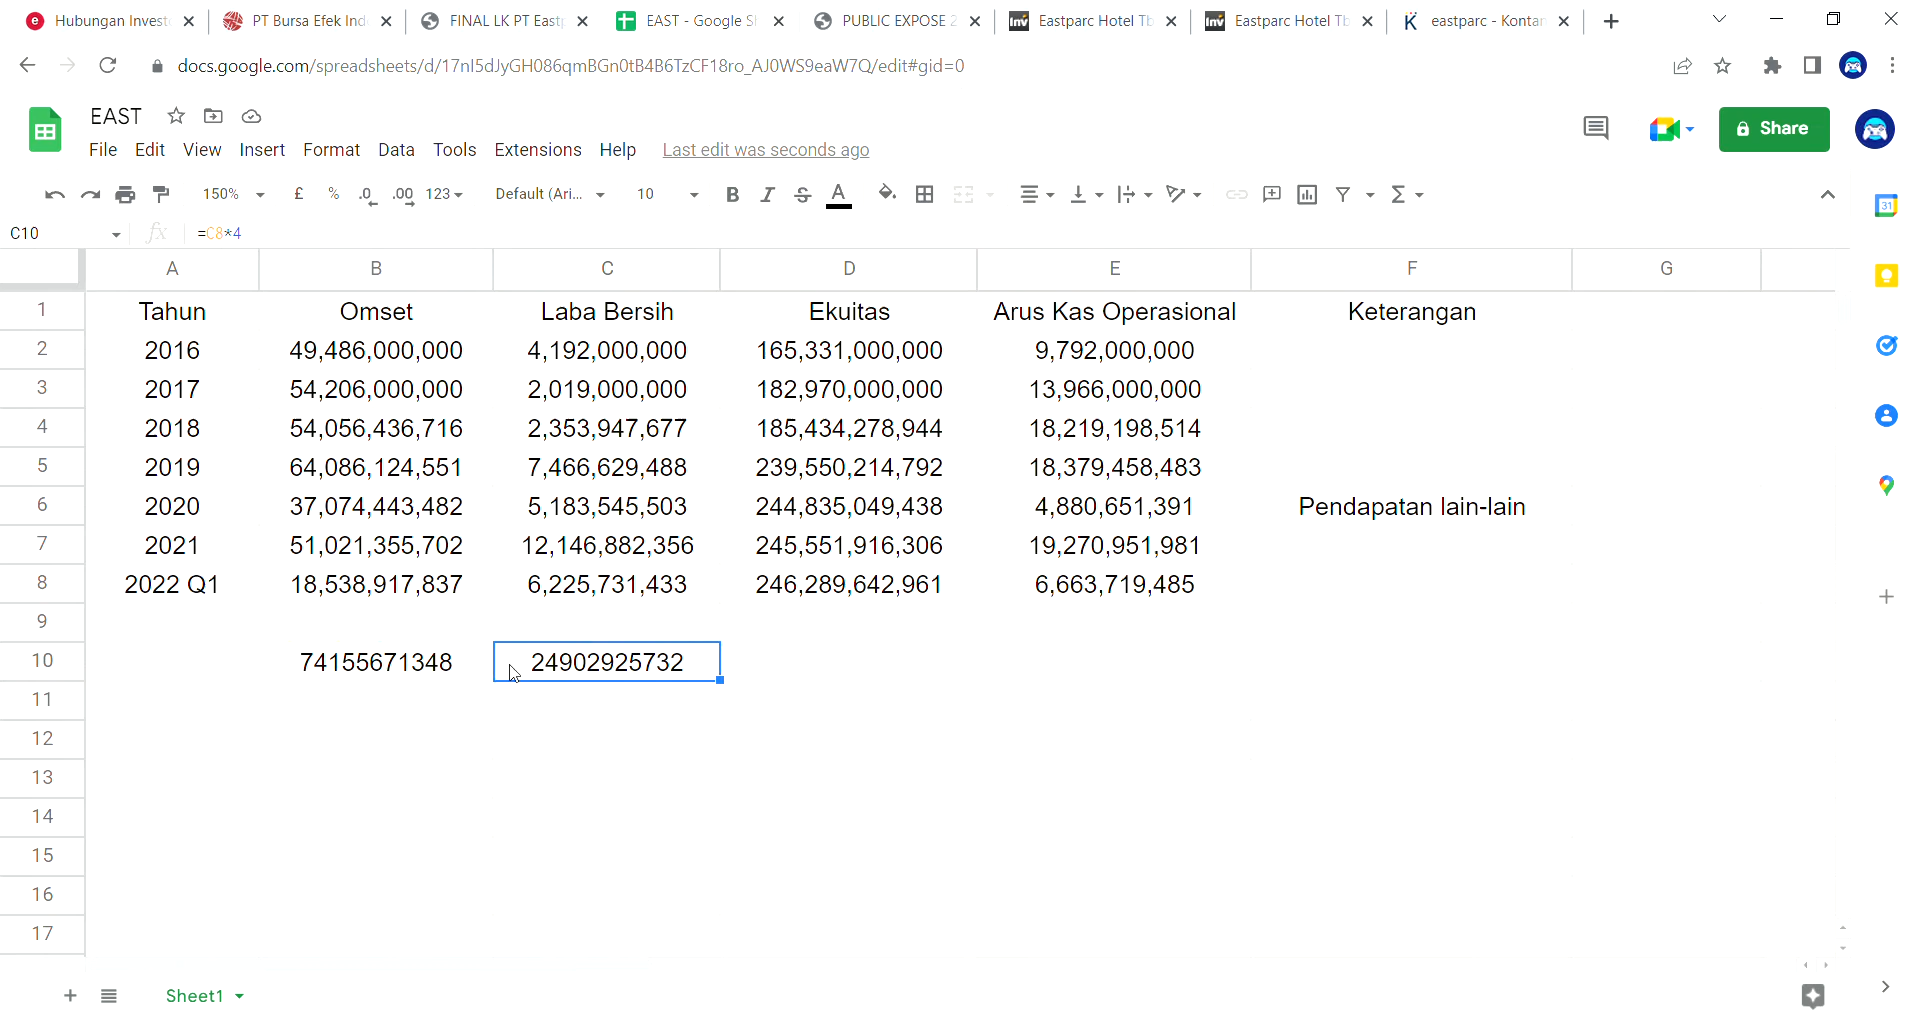 Hubungan Invest
PT Bursa Efek Ind
FINAL LK PT East
EAST - Google S
PUBLIC EXPOSE 2
Eastparc Hotel Tb
Eastparc Hotel Tb
eastparc - Kontan
docs.google.com/spreadsheets/d/17nI5dJyGH086qmBGn0tB4B6TzCF18ro_AJ0WS9eaW7Q/edit#gid=0
EAST
File Edit View Insert Format Data Tools Extensions Help Last edit was seconds ago
Share
150% £ % .0 .00 123 Default (Ari... 10 B I S A
31
C10 fx =C8*4
A B C D E F G
1 Tahun Omset Laba Bersih Ekuitas Arus Kas Operasional Keterangan
2 2016 49,486,000,000 4,192,000,000 165,331,000,000 9,792,000,000
3 2017 54,206,000,000 2,019,000,000 182,970,000,000 13,966,000,000
4 2018 54,056,436,716 2,353,947,677 185,434,278,944 18,219,198,514
5 2019 64,086,124,551 7,466,629,488 239,550,214,792 18,379,458,483
6 2020 37,074,443,482 5,183,545,503 244,835,049,438 4,880,651,391 Pendapatan lain-lain
7 2021 51,021,355,702 12,146,882,356 245,551,916,306 19,270,951,981
8 2022 Q1 18,538,917,837 6,225,731,433 246,289,642,961 6,663,719,485
9
10 74155671348 24902925732
11
12
13
14
15
16
17
Sheet1